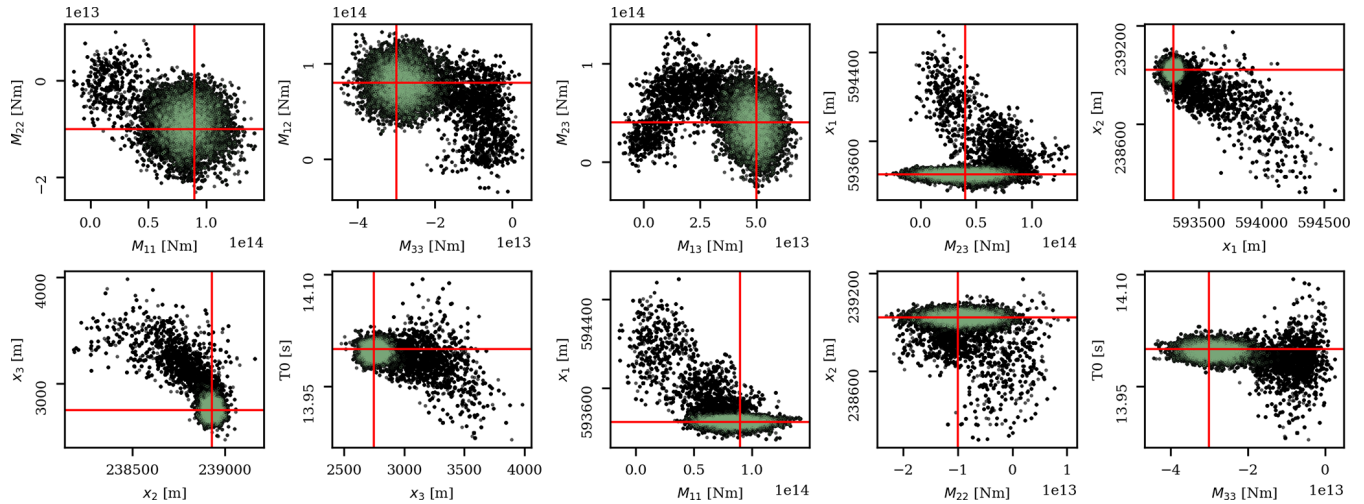 1e13
0
−2
M22 [Nm]
0.0 0.5 1.0
M11 [Nm] 1e14
1e14
1
0
M12 [Nm]
−4 −2 0
M33 [Nm] 1e13
1e14
1
0
M23 [Nm]
0.0 2.5 5.0
M13 [Nm] 1e13
594400
593600
x1 [m]
0.0 0.5 1.0
M23 [Nm] 1e14
239200
238600
x2 [m]
593500 594000 594500
x1 [m]
4000
3000
x3 [m]
238500 239000
x2 [m]
14.10
13.95
T0 [s]
2500 3000 3500 4000
x3 [m]
594400
593600
x1 [m]
0.0 0.5 1.0
M11 [Nm] 1e14
239200
238600
x2 [m]
−2 −1 0 1
M22 [Nm] 1e13
14.10
13.95
T0 [s]
−4 −2 0
M33 [Nm] 1e13